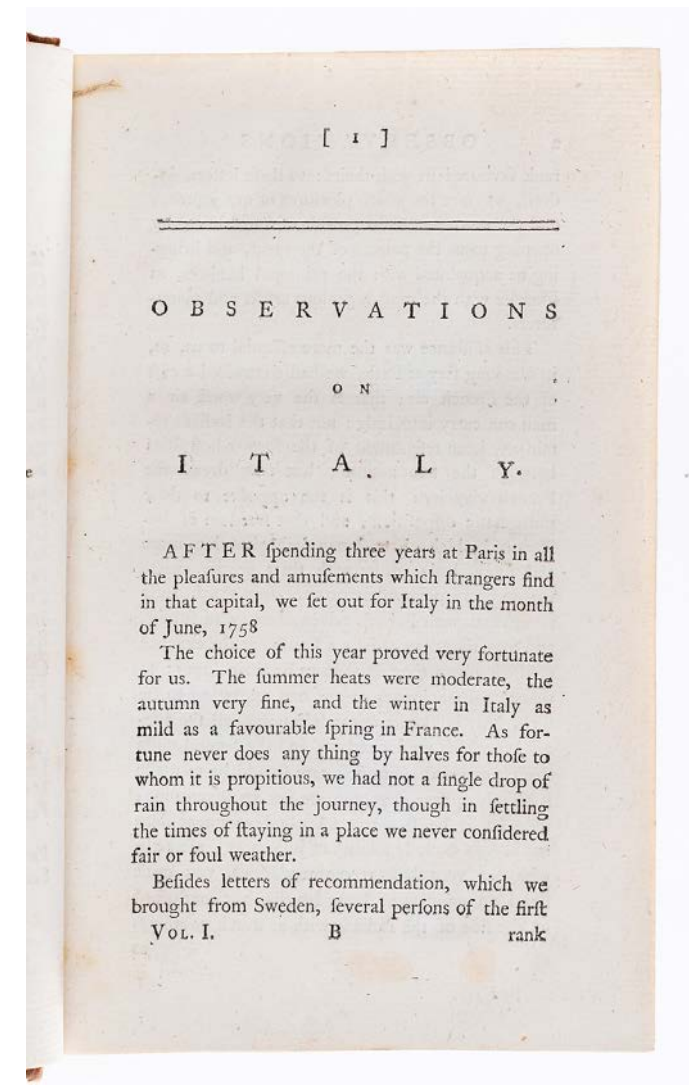 [ 1 ]
OBSERVATIONS
ON
ITALY.
AFTER ſpending three years at Paris in all
the pleaſures and amuſements which ſtrangers find
in that capital, we ſet out for Italy in the month
of June, 1758
The choice of this year proved very fortunate
for us. The ſummer heats were moderate, the
autumn very fine, and the winter in Italy as
mild as a favourable ſpring in France. As for-
tune never does any thing by halves for thoſe to
whom it is propitious, we had not a ſingle drop of
rain throughout the journey, though in ſettling
the times of ſtaying in a place we never conſidered
fair or foul weather.
Beſides letters of recommendation, which we
brought from Sweden, ſeveral perſons of the firſt
VOL. I. B rank